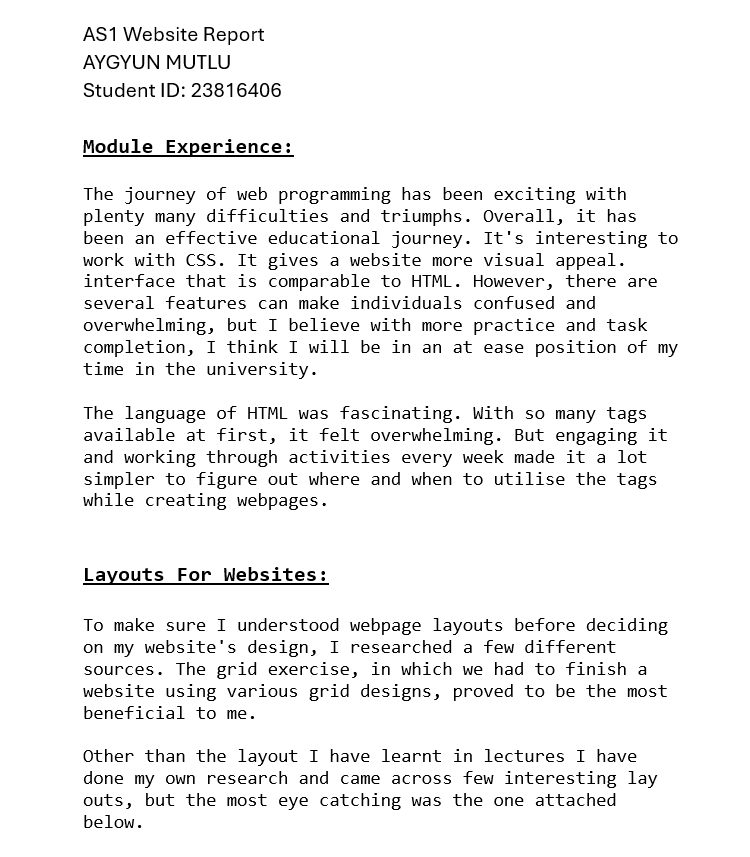 AS1 Website Report
AYGYUN MUTLU
Student ID: 23816406
Module Experience:
The journey of web programming has been exciting with
plenty many difficulties and triumphs. Overall, it has
been an effective educational journey. It's interesting to
work with CSS. It gives a website more visual appeal.
interface that is comparable to HTML. However, there are
several features can make individuals confused and
overwhelming, but I believe with more practice and task
completion, I think I will be in an at ease position of my
time in the university.
The language of HTML was fascinating. With so many tags
available at first, it felt overwhelming. But engaging it
and working through activities every week made it a lot
simpler to figure out where and when to utilise the tags
while creating webpages.
Layouts For Websites:
To make sure I understood webpage layouts before deciding
on my website's design, I researched a few different
sources. The grid exercise, in which we had to finish a
website using various grid designs, proved to be the most
beneficial to me.
Other than the layout I have learnt in lectures I have
done my own research and came across few interesting lay
outs, but the most eye catching was the one attached
below.